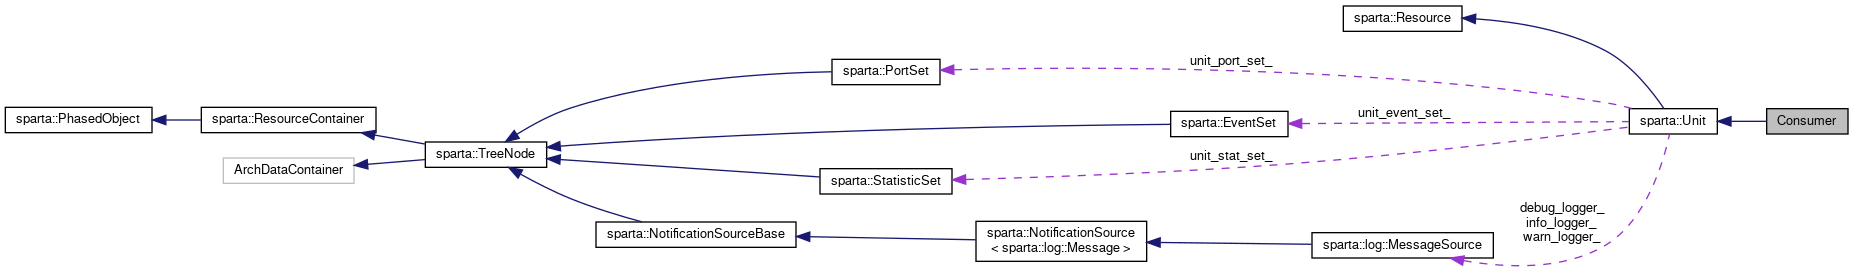 sparta::Resource
unit_port_set_
sparta::PortSet
sparta::PhasedObject
sparta::ResourceContainer
unit_event_set_
sparta::EventSet
sparta::Unit
Consumer
sparta::TreeNode
unit_stat_set_
ArchDataContainer
sparta::StatisticSet
debug_logger_
info_logger_
warn_logger_
sparta::NotificationSourceBase
sparta::NotificationSource
< sparta::log::Message >
sparta::log::MessageSource